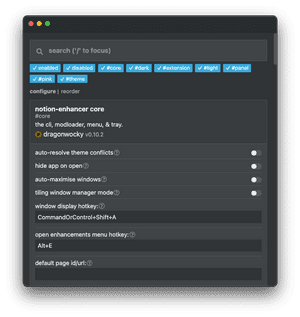 search ('/' to focus)
✓ enabled ✓ disabled ✓ #core ✓ #dark ✓ #extension ✓ #light ✓ #panel
✓ #pink ✓ #theme
configure | reorder
notion-enhancer core
#core
the cli, modloader, menu, & tray.
dragonwocky v0.10.2
auto-resolve theme conflicts
hide app on open
auto-maximise windows
tiling window manager mode
window display hotkey:
CommandOrControl+Shift+A
open enhancements menu hotkey:
Alt+E
default page id/url: